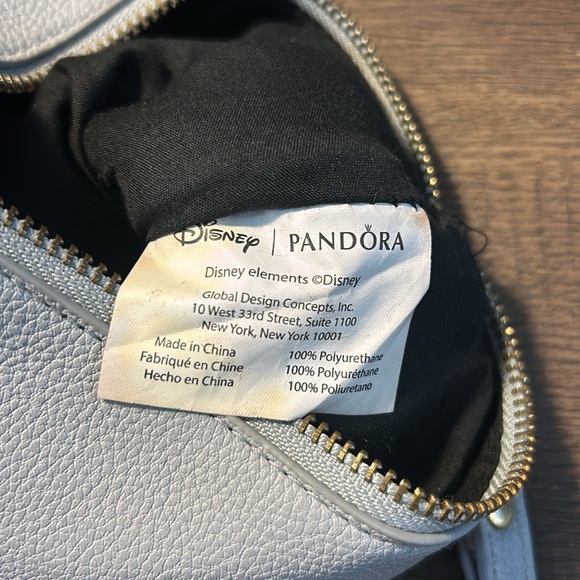 Disney | PANDORA
Disney elements ©Disney
Global Design Concepts, Inc.
10 West 33rd Street, Suite 1100
New York, New York 10001
Made in China 100% Polyurethane
Fabriqué en Chine 100% Polyuréthane
Hecho en China 100% Poliuretano